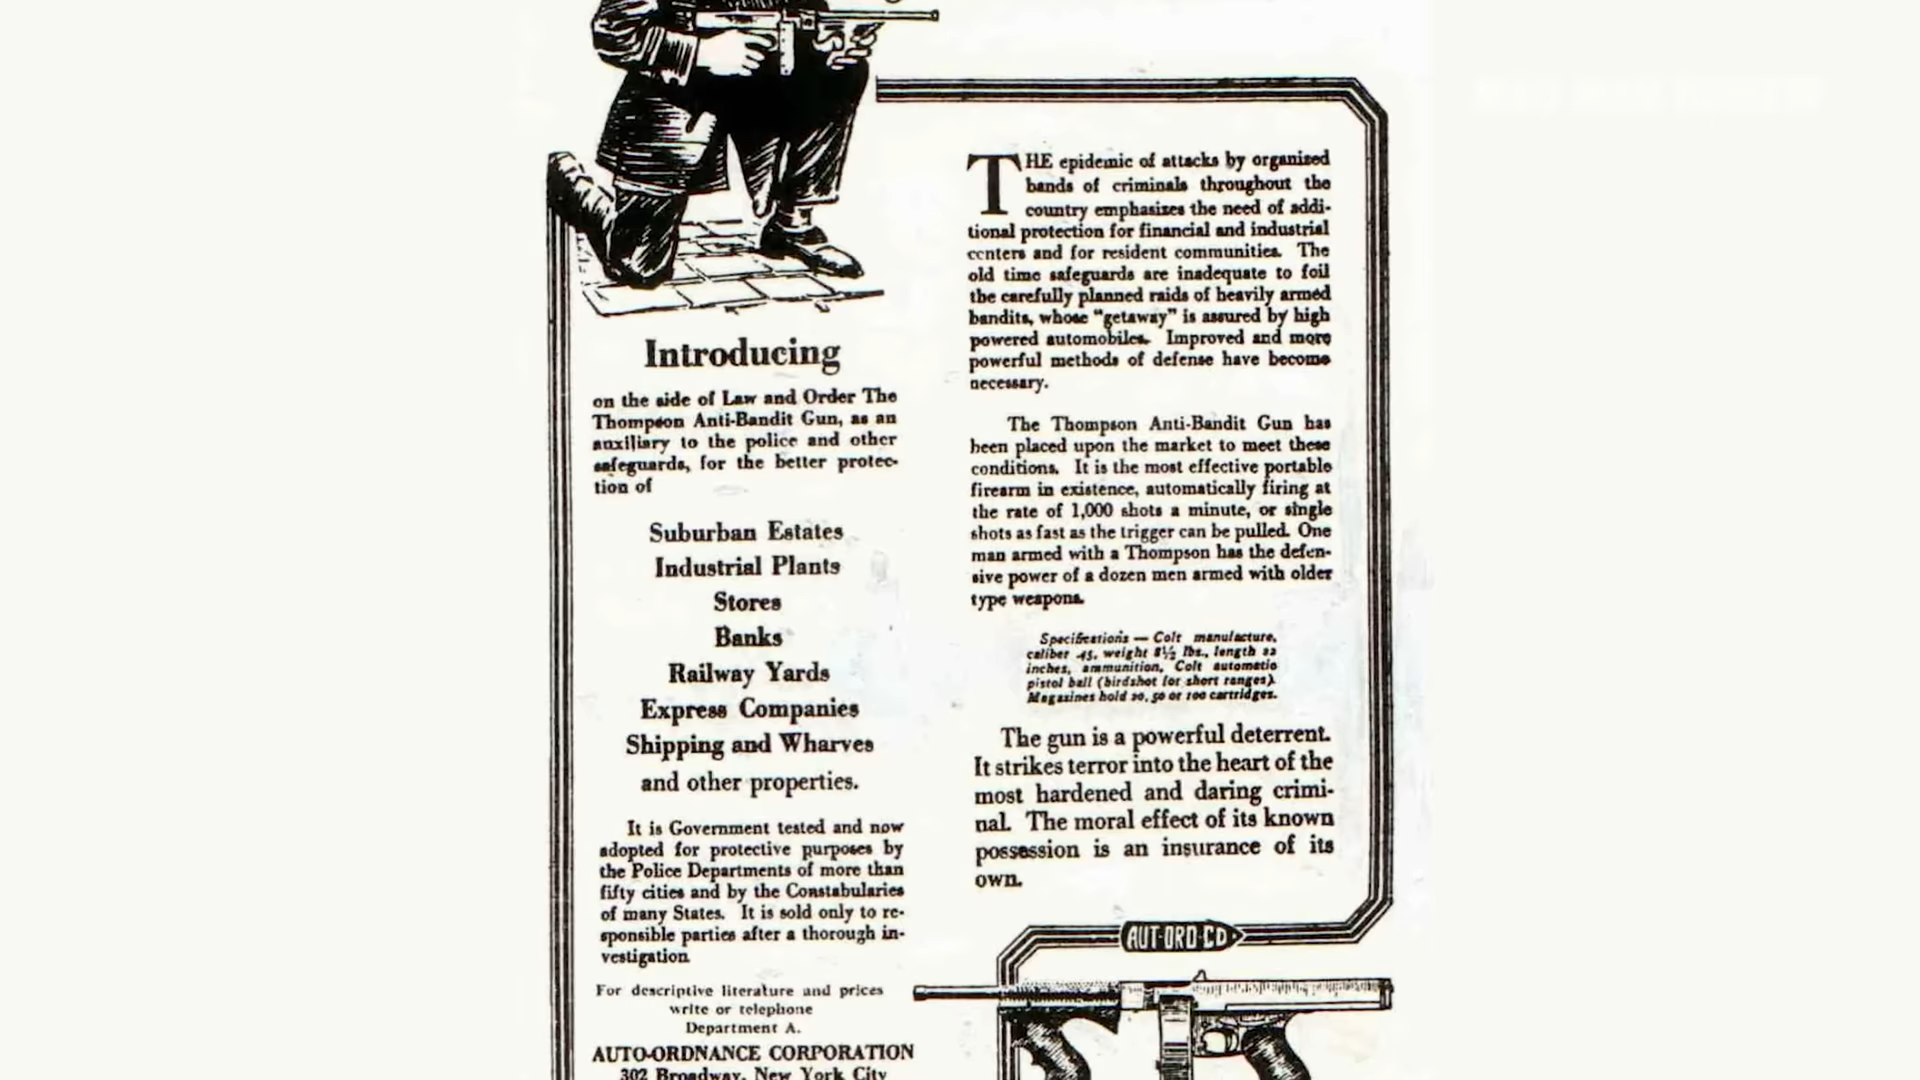 Introducing
on the side of Law and Order The
Thompson Anti-Bandit Gun, as an
auxiliary to the police and other
safeguards, for the better protec-
tion of
Suburban Estates
Industrial Plants
Stores
Banks
Railway Yards
Express Companies
Shipping and Wharves
and other properties.
It is Government tested and now
adopted for protective purposes by
the Police Departments of more than
fifty cities and by the Constabularies
of many States. It is sold only to re-
sponsible parties after a thorough in-
vestigation.
For descriptive literature and prices
write or telephone
Department A.
AUTO-ORDNANCE CORPORATION
302 Broadway, New York City
THE epidemic of attacks by organized
bands of criminals throughout the
country emphasizes the need of addi-
tional protection for financial and industrial
centers and for resident communities. The
old time safeguards are inadequate to foil
the carefully planned raids of heavily armed
bandits, whose "getaway" is assured by high
powered automobiles. Improved and more
powerful methods of defense have become
necessary.
The Thompson Anti-Bandit Gun has
been placed upon the market to meet these
conditions. It is the most effective portable
firearm in existence, automatically firing at
the rate of 1,000 shots a minute, or single
shots as fast as the trigger can be pulled. One
man armed with a Thompson has the defen-
sive power of a dozen men armed with older
type weapons.
Specifications — Colt manufacture,
caliber .45, weight 8½ lbs., length 22
inches, ammunition, Colt automatic
pistol ball (birdshot for short ranges).
Magazines hold 20, 50 or 100 cartridges.
The gun is a powerful deterrent.
It strikes terror into the heart of the
most hardened and daring crimi-
nal. The moral effect of its known
possession is an insurance of its
own.
AUT-ORD-CO